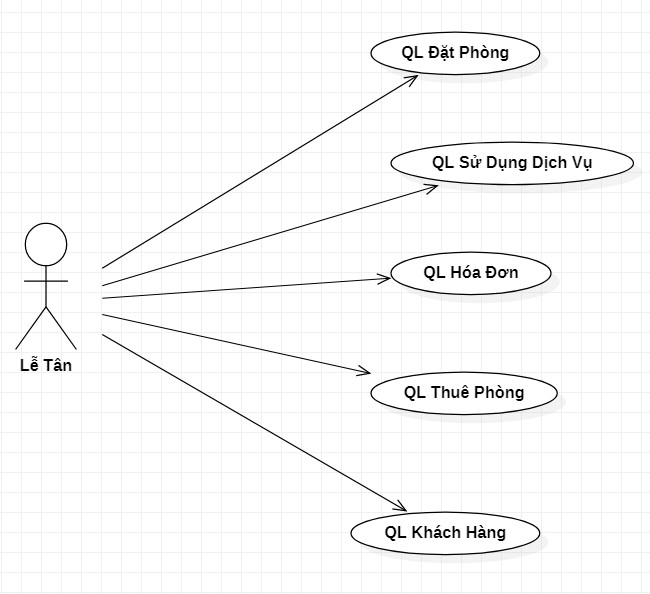 QL Đặt Phòng
QL Sử Dụng Dịch Vụ
QL Hóa Đơn
Lễ Tân
QL Thuê Phòng
QL Khách Hàng